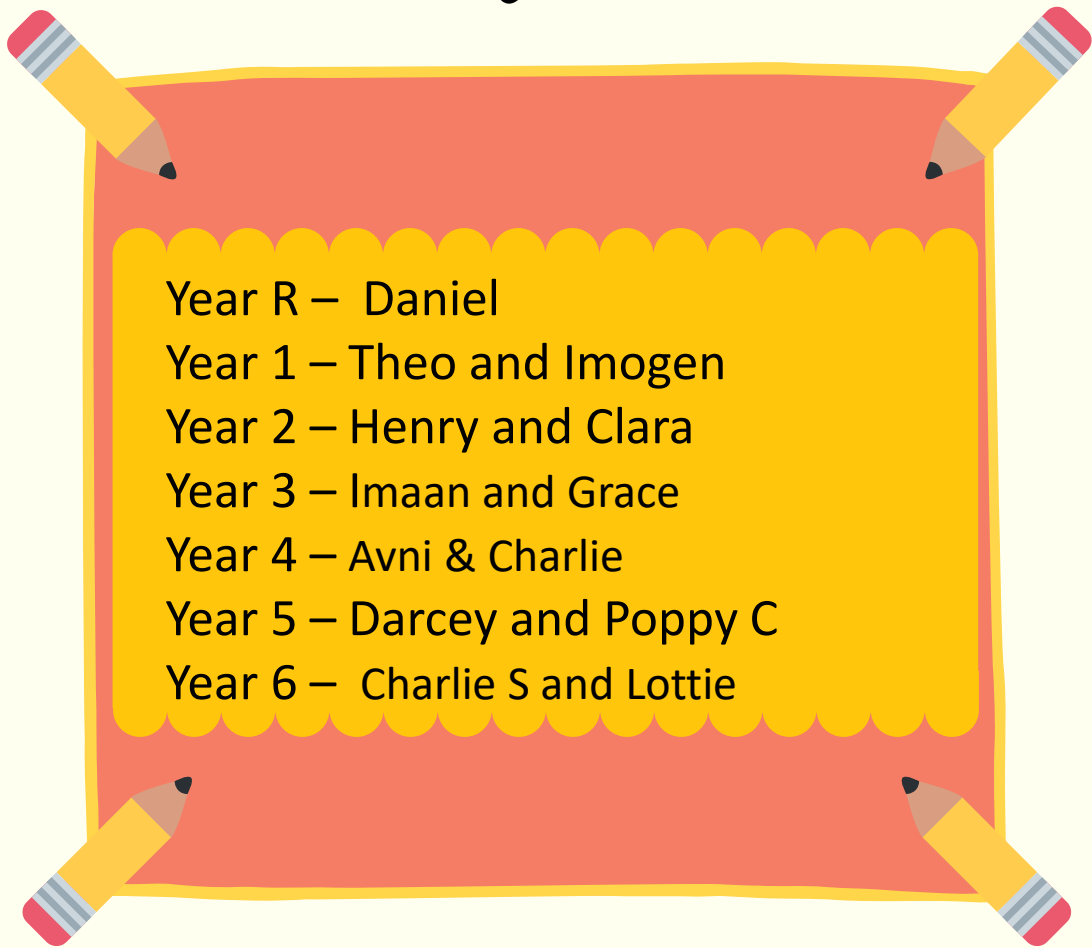 Year R – Daniel
Year 1 – Theo and Imogen
Year 2 – Henry and Clara
Year 3 – Imaan and Grace
Year 4 – Avni & Charlie
Year 5 – Darcey and Poppy C
Year 6 – Charlie S and Lottie